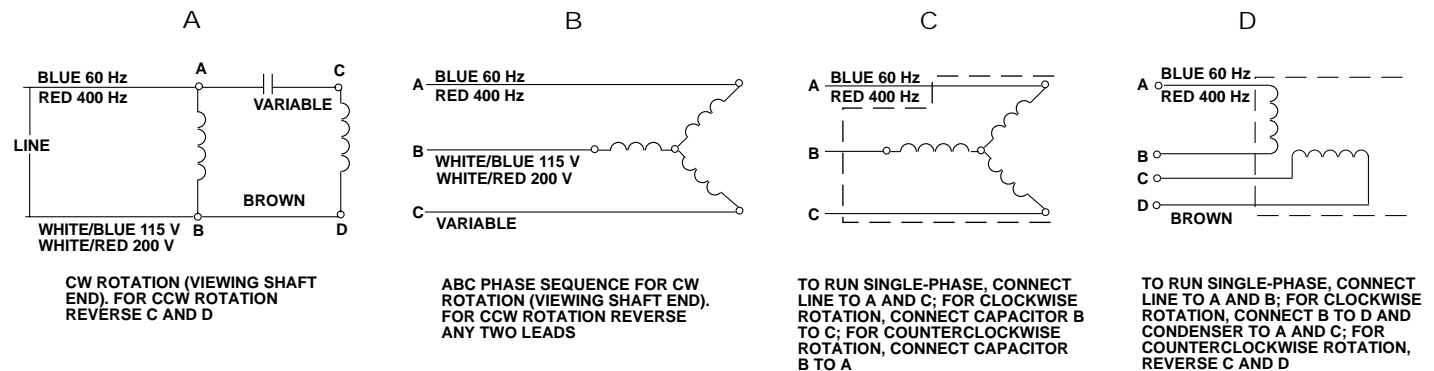 A
BLUE 60 Hz
RED 400 Hz
A
C
VARIABLE
LINE
BROWN
WHITE/BLUE 115 V
WHITE/RED 200 V
B
D
CW ROTATION (VIEWING SHAFT
END). FOR CCW ROTATION
REVERSE C AND D
B
A
BLUE 60 Hz
RED 400 Hz
B
WHITE/BLUE 115 V
WHITE/RED 200 V
C
VARIABLE
ABC PHASE SEQUENCE FOR CW
ROTATION (VIEWING SHAFT END).
FOR CCW ROTATION REVERSE
ANY TWO LEADS
C
A
BLUE 60 Hz
RED 400 Hz
B
C
TO RUN SINGLE-PHASE, CONNECT
LINE TO A AND C; FOR CLOCKWISE
ROTATION, CONNECT CAPACITOR B
TO C; FOR COUNTERCLOCKWISE
ROTATION, CONNECT CAPACITOR
B TO A
D
BLUE 60 Hz
A
RED 400 Hz
B
C
D
BROWN
TO RUN SINGLE-PHASE, CONNECT
LINE TO A AND B; FOR CLOCKWISE
ROTATION, CONNECT B TO D AND
CONDENSER TO A AND C; FOR
COUNTERCLOCKWISE ROTATION,
REVERSE C AND D